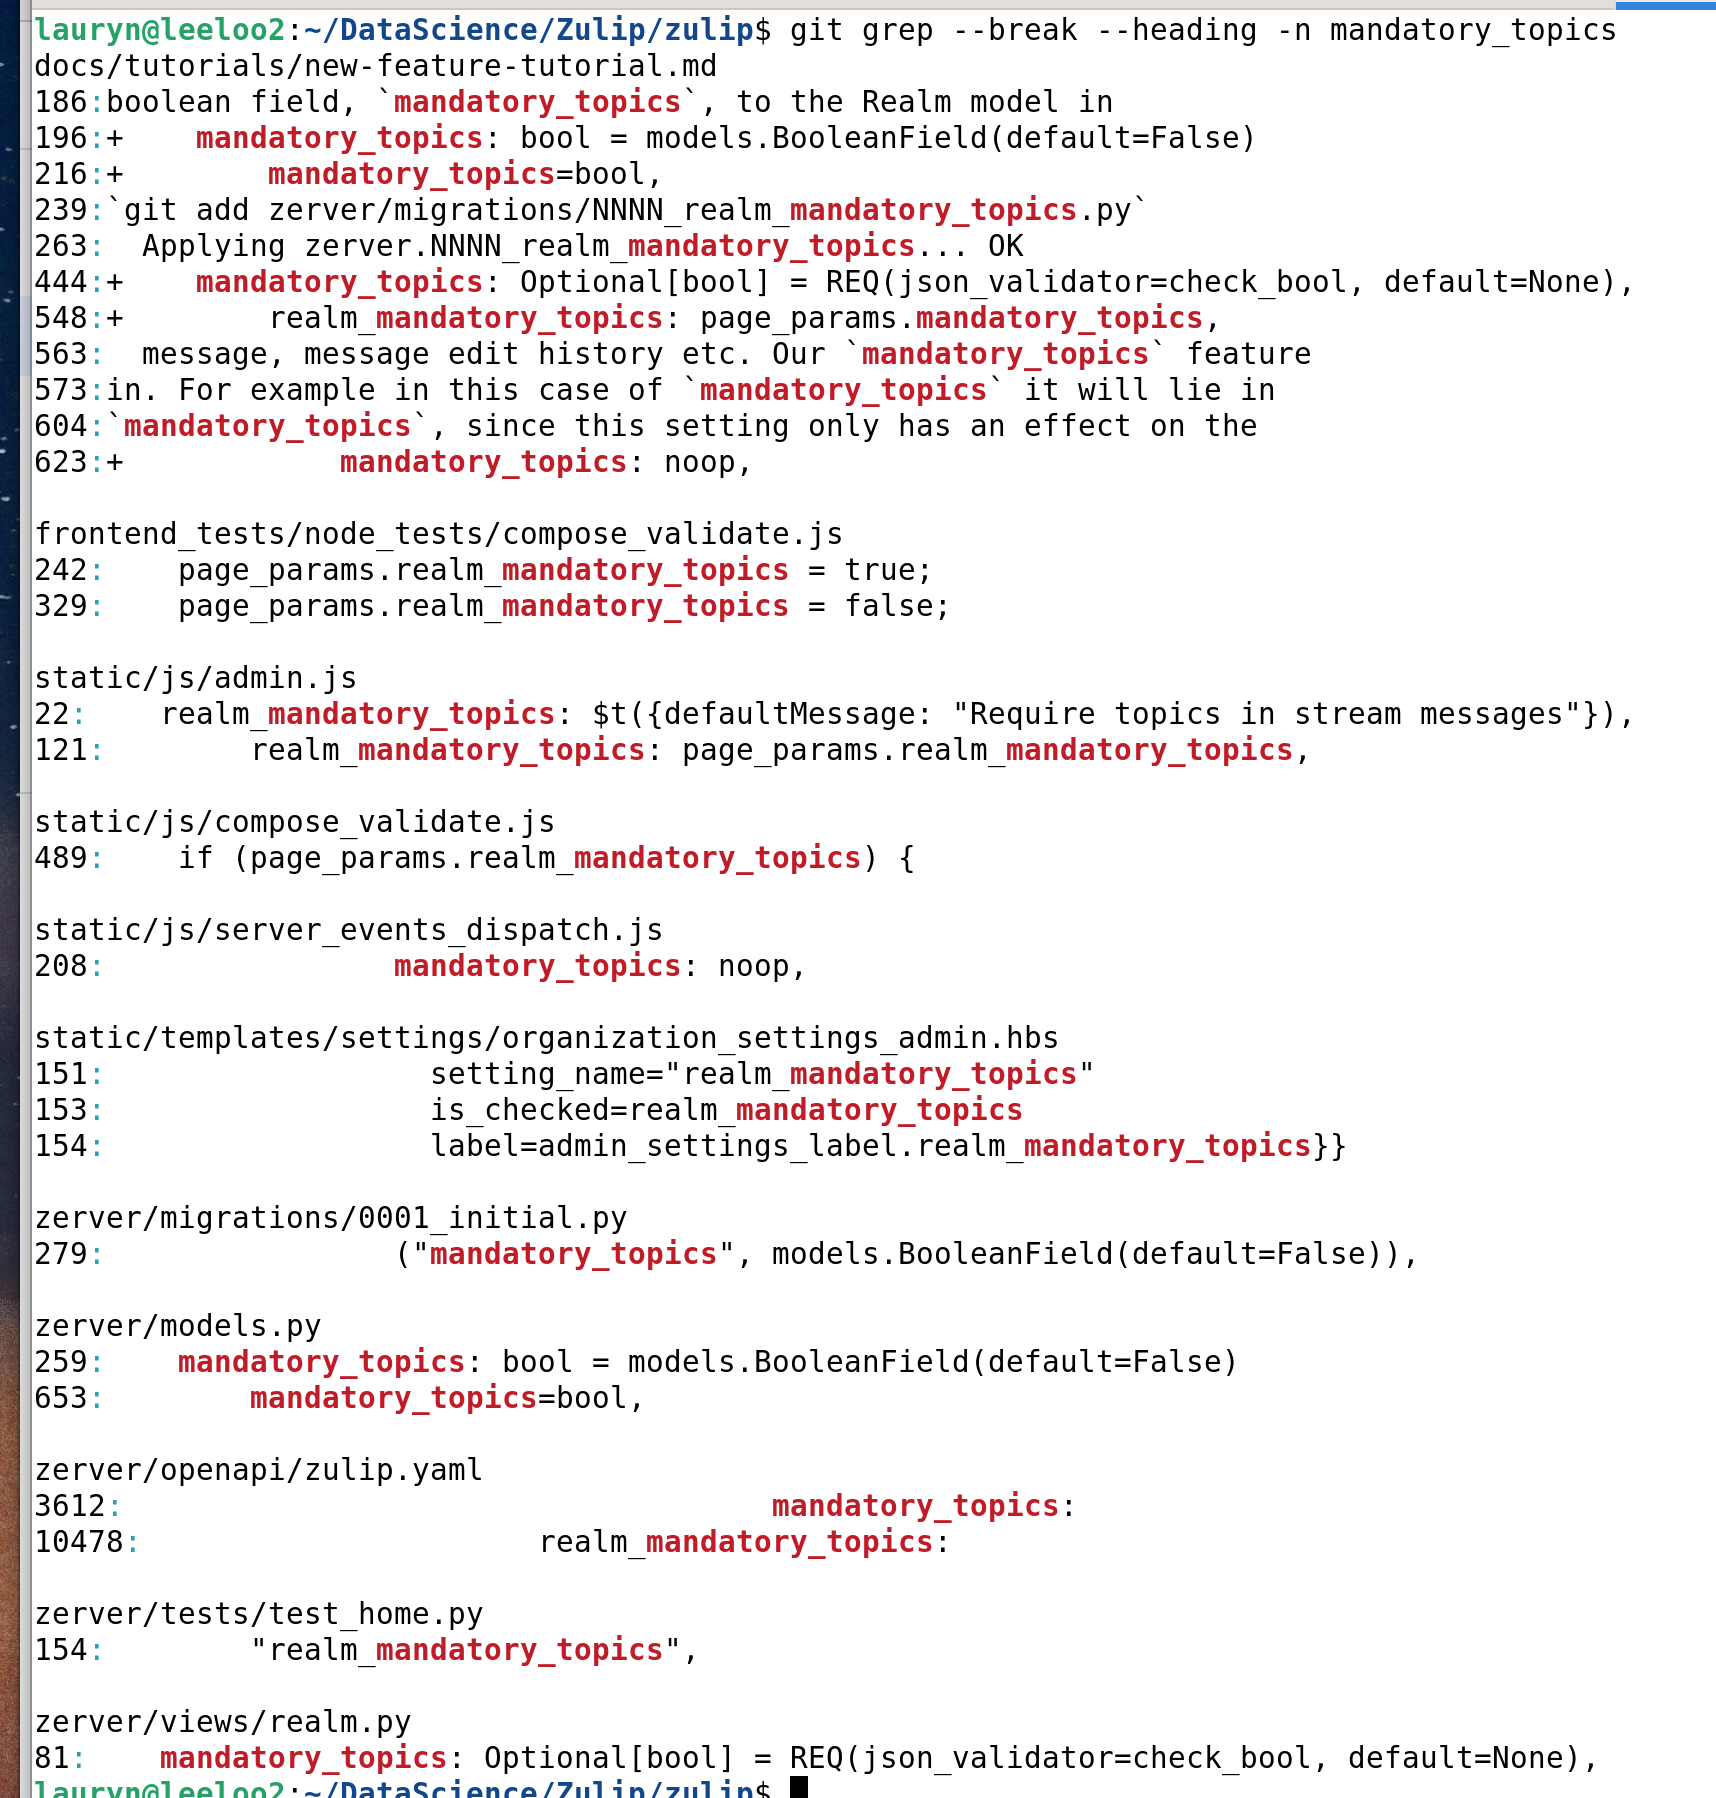 lauryn@leeloo2:~/DataScience/Zulip/zulip$ git grep --break --heading -n mandatory_topics
docs/tutorials/new-feature-tutorial.md
186:boolean field, `mandatory_topics`, to the Realm model in
196:+    mandatory_topics: bool = models.BooleanField(default=False)
216:+        mandatory_topics=bool,
239:`git add zerver/migrations/NNNN_realm_mandatory_topics.py`
263:  Applying zerver.NNNN_realm_mandatory_topics... OK
444:+    mandatory_topics: Optional[bool] = REQ(json_validator=check_bool, default=None),
548:+        realm_mandatory_topics: page_params.mandatory_topics,
563:  message, message edit history etc. Our `mandatory_topics` feature
573:in. For example in this case of `mandatory_topics` it will lie in
604:`mandatory_topics`, since this setting only has an effect on the
623:+            mandatory_topics: noop,

frontend_tests/node_tests/compose_validate.js
242:    page_params.realm_mandatory_topics = true;
329:    page_params.realm_mandatory_topics = false;

static/js/admin.js
22:    realm_mandatory_topics: $t({defaultMessage: "Require topics in stream messages"}),
121:        realm_mandatory_topics: page_params.realm_mandatory_topics,

static/js/compose_validate.js
489:    if (page_params.realm_mandatory_topics) {

static/js/server_events_dispatch.js
208:                mandatory_topics: noop,

static/templates/settings/organization_settings_admin.hbs
151:                  setting_name="realm_mandatory_topics"
153:                  is_checked=realm_mandatory_topics
154:                  label=admin_settings_label.realm_mandatory_topics}}

zerver/migrations/0001_initial.py
279:                ("mandatory_topics", models.BooleanField(default=False)),

zerver/models.py
259:    mandatory_topics: bool = models.BooleanField(default=False)
653:        mandatory_topics=bool,

zerver/openapi/zulip.yaml
3612:                                    mandatory_topics:
10478:                      realm_mandatory_topics:

zerver/tests/test_home.py
154:        "realm_mandatory_topics",

zerver/views/realm.py
81:    mandatory_topics: Optional[bool] = REQ(json_validator=check_bool, default=None),
lauryn@leeloo2:~/DataScience/Zulip/zulip$